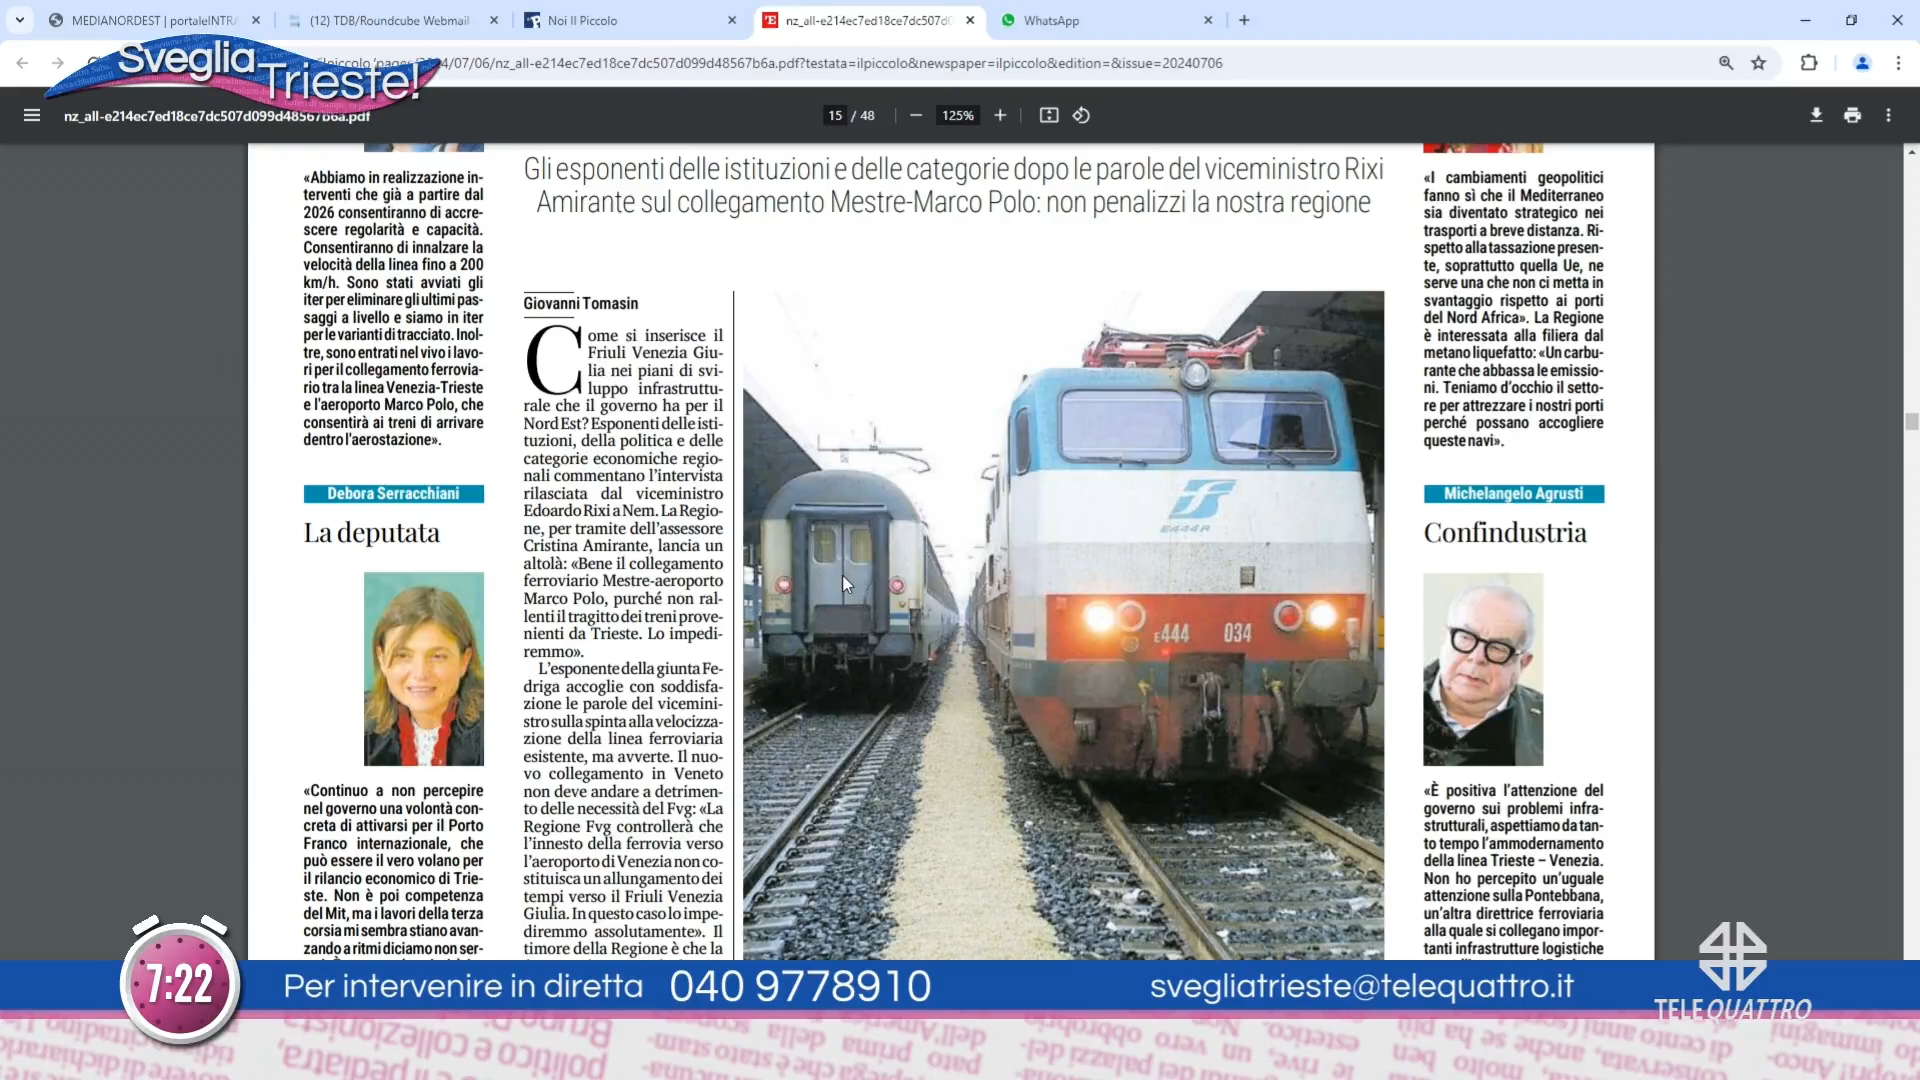 MEDIANORDEST | portaleINTRA
(12) TDB/Roundcube Webmail
Noi Il Piccolo
nz_all-e214ec7ed18ce7dc507d0
WhatsApp
Sveglia
Trieste!
/07/06/nz_all-e214ec7ed18ce7dc507d099d48567b6a.pdf?testata=ilpiccolo&newspaper=ilpiccolo&edition=&issue=20240706
nz_all-e214ec7ed18ce7dc507d099d48567b6a.pdf
15 / 48
125%
«Abbiamo in realizzazione in-
terventi che già a partire dal
2026 consentiranno di accre-
scere regolarità e capacità.
Consentiranno di innalzare la
velocità della linea fino a 200
km/h. Sono stati avviati gli
iter per eliminare gli ultimi pas-
saggi a livello e siamo in iter
per le varianti di tracciato. Inol-
tre, sono entrati nel vivo i lavo-
ri per il collegamento ferrovia-
rio tra la linea Venezia-Trieste
e l'aeroporto Marco Polo, che
consentirà ai treni di arrivare
dentro l'aerostazione».
Debora Serracchiani
La deputata
«Continuo a non percepire
nel governo una volontà con-
creta di attivarsi per il Porto
Franco internazionale, che
può essere il vero volano per
il rilancio economico di Trie-
ste. Non è poi competenza
del Mit, ma i lavori della terza
corsia mi sembra stiano avan-
zando a ritmi diciamo non ser-
Gli esponenti delle istituzioni e delle categorie dopo le parole del viceministro Rixi
Amirante sul collegamento Mestre-Marco Polo: non penalizzi la nostra regione
Giovanni Tomasin
Come si inserisce il
Friuli Venezia Giu-
lia nei piani di svi-
luppo infrastruttu-
rale che il governo ha per il
Nord Est? Esponenti delle isti-
tuzioni, della politica e delle
categorie economiche regio-
nali commentano l'intervista
rilasciata dal viceministro
Edoardo Rixi a Nem. La Regio-
ne, per tramite dell'assessore
Cristina Amirante, lancia un
altolà: «Bene il collegamento
ferroviario Mestre-aeroporto
Marco Polo, purché non ral-
lenti il tragitto dei treni prove-
nienti da Trieste. Lo impedi-
remmo».
L'esponente della giunta Fe-
driga accoglie con soddisfa-
zione le parole del vicemini-
stro sulla spinta alla velocizza-
zione della linea ferroviaria
esistente, ma avverte. Il nuo-
vo collegamento in Veneto
non deve andare a detrimen-
to delle necessità del Fvg: «La
Regione Fvg controllerà che
l'innesto della ferrovia verso
l'aeroporto di Venezia non co-
stituisca un allungamento dei
tempi verso il Friuli Venezia
Giulia. In questo caso lo impe-
diremmo assolutamente». Il
timore della Regione è che la
E444R
E444 034
«I cambiamenti geopolitici
fanno sì che il Mediterraneo
sia diventato strategico nei
trasporti a breve distanza. Ri-
spetto alla tassazione presen-
te, soprattutto quella Ue, ne
serve una che non ci metta in
svantaggio rispetto ai porti
del Nord Africa». La Regione
è interessata alla filiera dal
metano liquefatto: «Un carbu-
rante che abbassa le emissio-
ni. Teniamo d'occhio il setto-
re per attrezzare i nostri porti
perché possano accogliere
queste navi».
Michelangelo Agrusti
Confindustria
«È positiva l'attenzione del
governo sui problemi infra-
strutturali, aspettiamo da tan-
to tempo l'ammodernamento
della linea Trieste – Venezia.
Non ho percepito un'uguale
attenzione sulla Pontebbana,
un'altra direttrice ferroviaria
alla quale si collegano impor-
tanti infrastrutture logistiche
7:22
Per intervenire in diretta 040 9778910
svegliatrieste@telequattro.it
TELEQUATTRO